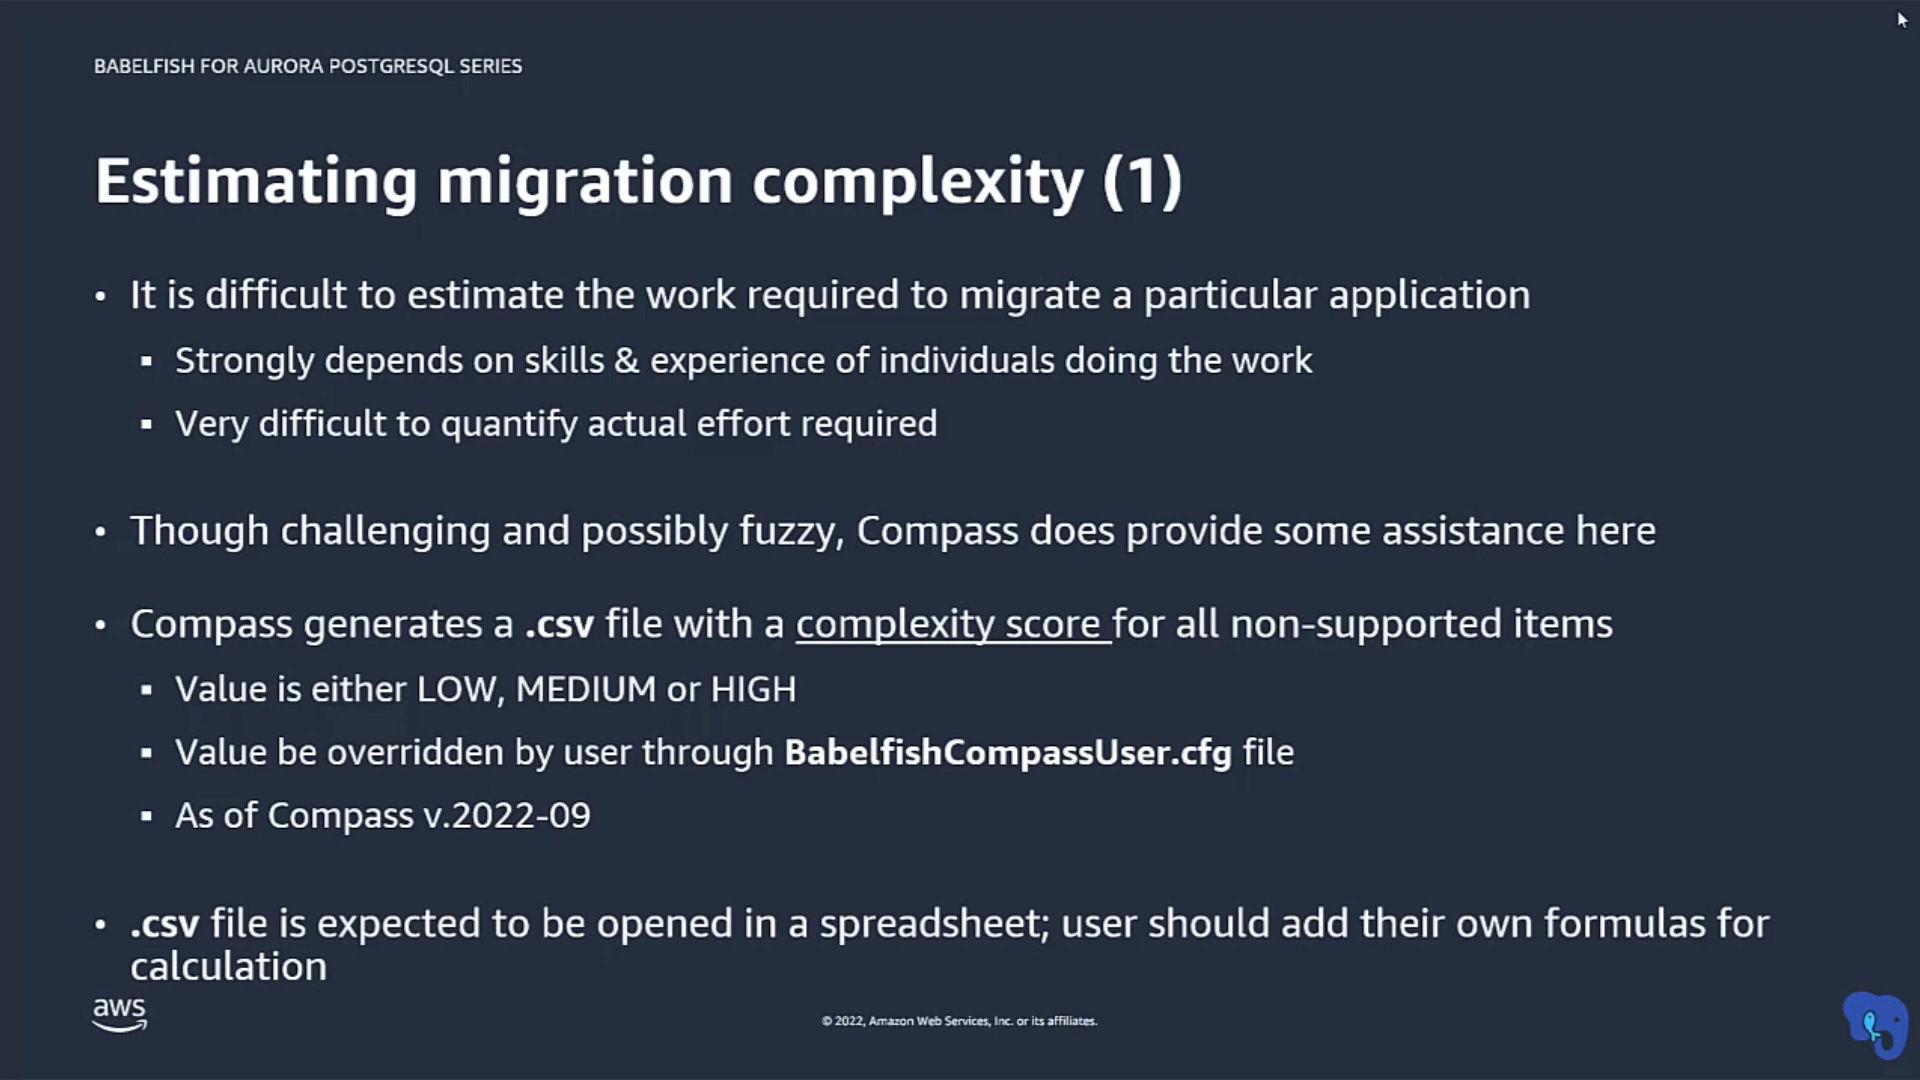 BABELFISH FOR AURORA POSTGRESQL SERIES
Estimating migration complexity (1)
• It is difficult to estimate the work required to migrate a particular application
▪ Strongly depends on skills & experience of individuals doing the work
▪ Very difficult to quantify actual effort required
• Though challenging and possibly fuzzy, Compass does provide some assistance here
• Compass generates a .csv file with a complexity score for all non-supported items
▪ Value is either LOW, MEDIUM or HIGH
▪ Value be overridden by user through BabelfishCompassUser.cfg file
▪ As of Compass v.2022-09
• .csv file is expected to be opened in a spreadsheet; user should add their own formulas for
calculation
aws
© 2022, Amazon Web Services, Inc. or its affiliates.